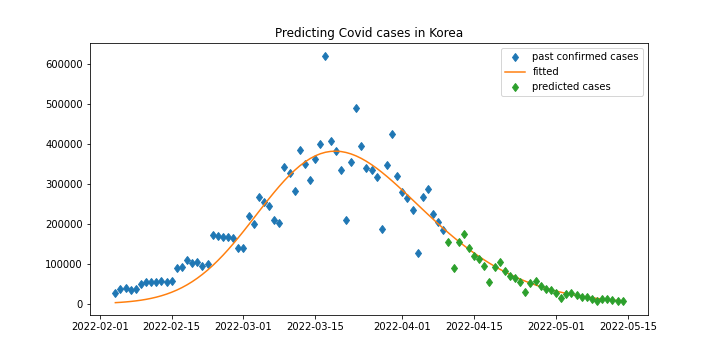 Predicting Covid cases in Korea
past confirmed cases
fitted
predicted cases
600000
500000
400000
300000
200000
100000
0
2022-02-01 2022-02-15 2022-03-01 2022-03-15 2022-04-01 2022-04-15 2022-05-01 2022-05-15